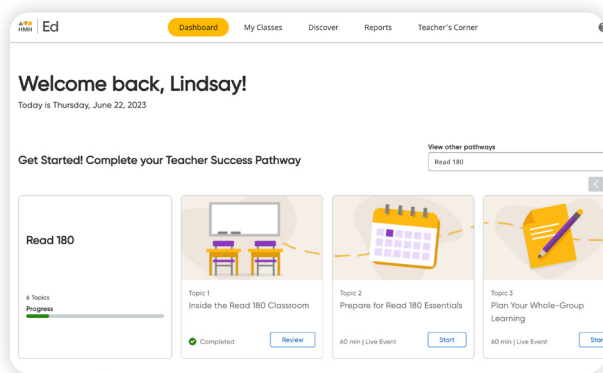 HMH Ed
Dashboard
My Classes
Discover
Reports
Teacher's Corner
Welcome back, Lindsay!
Today is Thursday, June 22, 2023
Get Started! Complete your Teacher Success Pathway
View other pathways
Read 180
Read 180
6 Topics
Progress
Topic 1
Inside the Read 180 Classroom
Completed
Review
Topic 2
Prepare for Read 180 Essentials
60 min | Live Event
Start
Topic 3
Plan Your Whole-Group
Learning
60 min | Live Event
Star